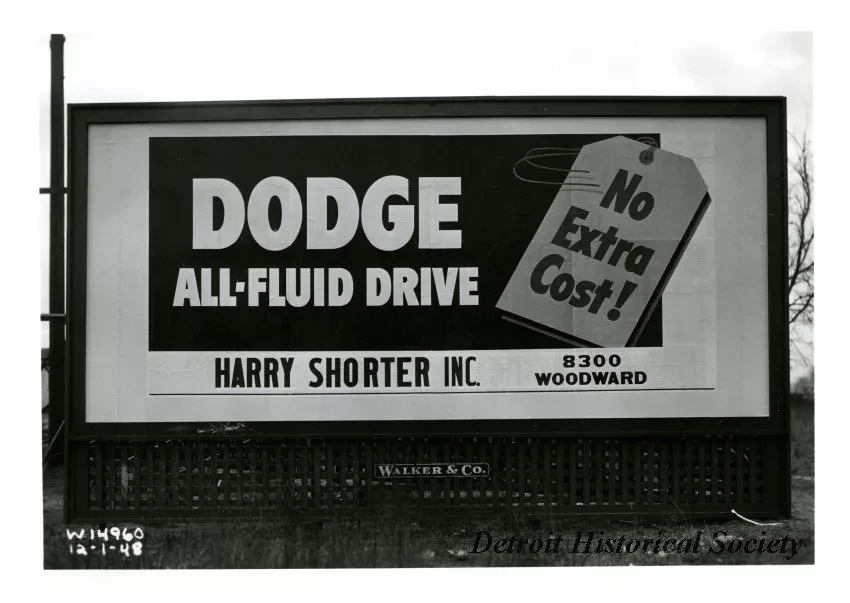 DODGE
ALL-FLUID DRIVE
No
Extra
Cost!
HARRY SHORTER INC.
8300
WOODWARD
WALKER & CO.
W14960
12-1-48
Detroit Historical Society